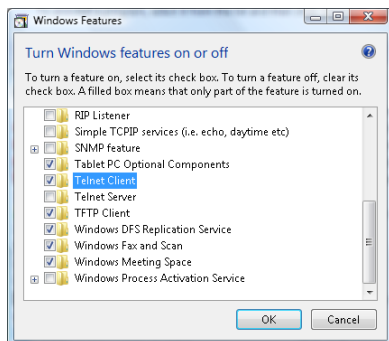 Windows Features
Turn Windows features on or off
To turn a feature on, select its check box. To turn a feature off, clear its
check box. A filled box means that only part of the feature is turned on.
RIP Listener
Simple TCPIP services (i.e. echo, daytime etc)
SNMP feature
Tablet PC Optional Components
Telnet Client
Telnet Server
TFTP Client
Windows DFS Replication Service
Windows Fax and Scan
Windows Meeting Space
Windows Process Activation Service
OK
Cancel